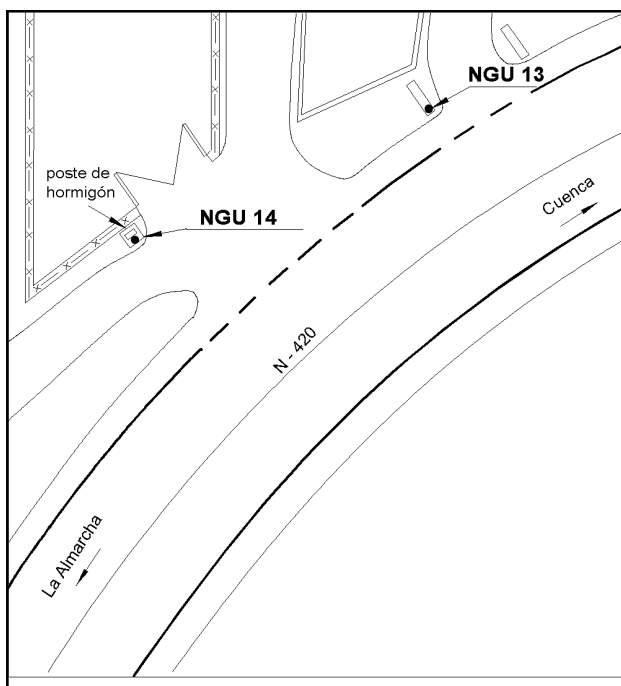 NGU 13
poste de
hormigón
NGU 14
Cuenca
N - 420
La Almarcha